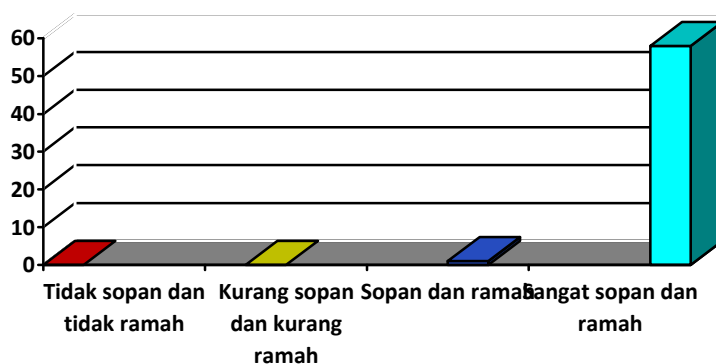 60
50
40
30
20
10
0
Tidak sopan dan
tidak ramah
Kurang sopan
dan kurang
ramah
Sopan dan ramah
Sangat sopan dan
ramah